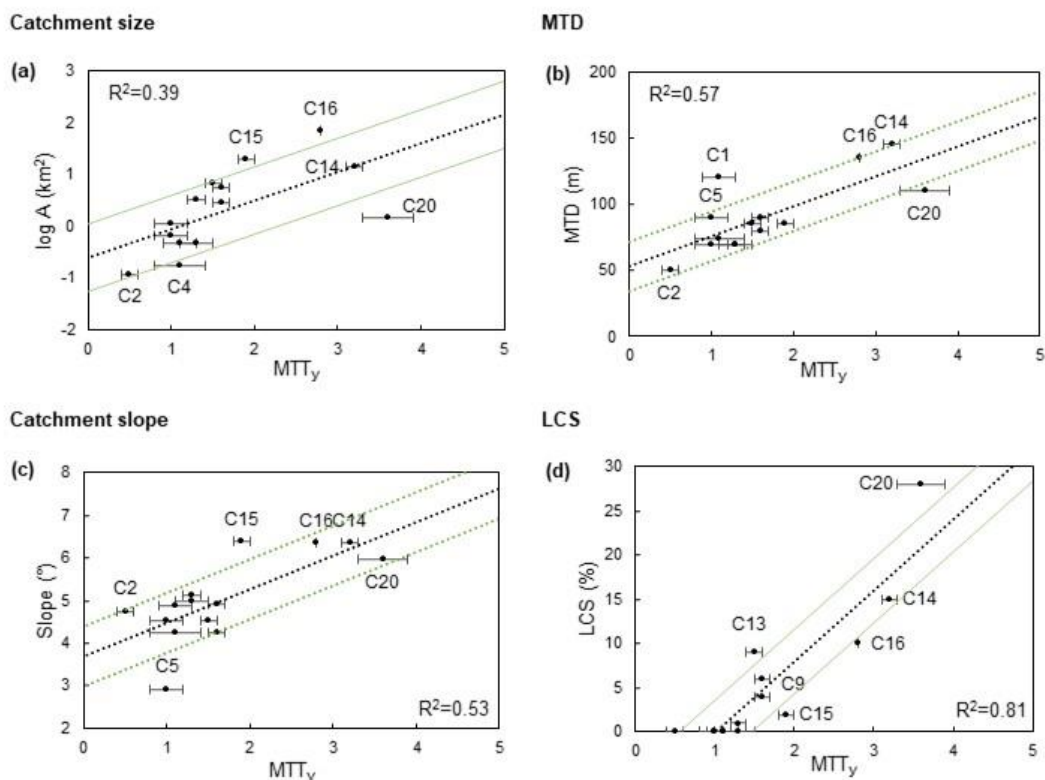 Catchment size
(a)
R²=0.39
3
2
1
0
-1
-2
log A (km²)
C16
C15
C14
C20
C2
C4
0 1 2 3 4 5
MTTy
MTD
(b)
R²=0.57
200
150
100
50
0
MTD (m)
C14
C16
C1
C5
C20
C2
0 1 2 3 4 5
MTTy
Catchment slope
(c)
8
7
6
5
4
3
2
Slope (º)
C15
C16 C14
C2
C20
C5
R²=0.53
0 1 2 3 4 5
MTTy
LCS
(d)
30
25
20
15
10
5
0
LCS (%)
C20
C14
C13
C16
C9
C15
R²=0.81
0 1 2 3 4 5
MTTy